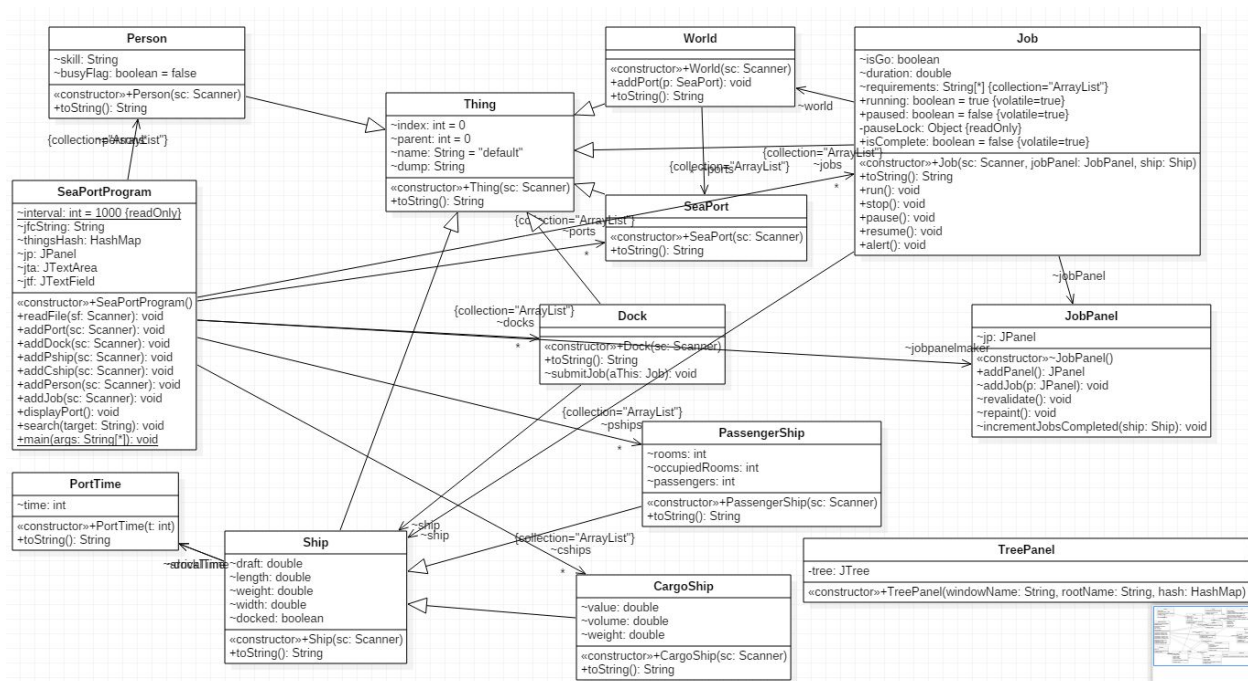 Person
~skill: String
~busyFlag: boolean = false
«constructor»+Person(sc: Scanner)
+toString(): String
World
«constructor»+World(sc: Scanner)
+addPort(p: SeaPort): void
+toString(): String
Job
~isGo: boolean
~duration: double
~requirements: String[*] {collection="ArrayList"}
+running: boolean = true {volatile=true}
+paused: boolean = false {volatile=true}
-pauseLock: Object {readOnly}
+isComplete: boolean = false {volatile=true}
«constructor»+Job(sc: Scanner, jobPanel: JobPanel, ship: Ship)
+toString(): String
+run(): void
+stop(): void
+pause(): void
+resume(): void
+alert(): void
~world
Thing
~index: int = 0
~parent: int = 0
~name: String = "default"
~dump: String
«constructor»+Thing(sc: Scanner)
+toString(): String
{collection="ArrayList"}
~jobs
*
SeaPort
«constructor»+SeaPort(sc: Scanner)
+toString(): String
{collection="ArrayList"}
~ports
*
SeaPortProgram
~interval: int = 1000 {readOnly}
~jfcString: String
~thingsHash: HashMap
~jp: JPanel
~jta: JTextArea
~jtf: JTextField
«constructor»+SeaPortProgram()
+readFile(sf: Scanner): void
+addPort(sc: Scanner): void
+addDock(sc: Scanner): void
+addPship(sc: Scanner): void
+addCship(sc: Scanner): void
+addPerson(sc: Scanner): void
+addJob(sc: Scanner): void
+displayPort(): void
+search(target: String): void
+main(args: String[*]): void
{collection="ArrayList"}
~docks
*
Dock
«constructor»+Dock(sc: Scanner)
+toString(): String
~submitJob(aThis: Job): void
~jobPanel
~jobpanelmaker
JobPanel
~jp: JPanel
«constructor»~JobPanel()
+addPanel(): JPanel
~addJob(p: JPanel): void
~revalidate(): void
~repaint(): void
~incrementJobsCompleted(ship: Ship): void
{collection="ArrayList"}
~pships
*
PassengerShip
~rooms: int
~occupiedRooms: int
~passengers: int
«constructor»+PassengerShip(sc: Scanner)
+toString(): String
PortTime
~time: int
«constructor»+PortTime(t: int)
+toString(): String
~ship
~ship
Ship
~draft: double
~length: double
~weight: double
~width: double
~docked: boolean
«constructor»+Ship(sc: Scanner)
+toString(): String
{collection="ArrayList"}
~cships
*
CargoShip
~value: double
~volume: double
~weight: double
«constructor»+CargoShip(sc: Scanner)
+toString(): String
TreePanel
-tree: JTree
«constructor»+TreePanel(windowName: String, rootName: String, hash: HashMap)